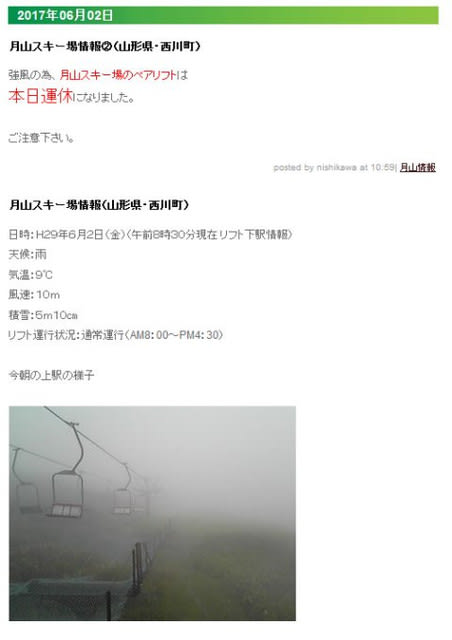 2017年06月02日
月山スキー場情報②（山形県・西川町）
強風の為、月山スキー場のペアリフトは
本日運休になりました。
ご注意下さい。
posted by nishikawa at 10:59| 月山情報
月山スキー場情報（山形県・西川町）
日時：H29年6月2日（金）（午前8時30分現在リフト下駅情報）
天候：雨
気温：9℃
風速：10m
積雪：5m10㎝
リフト運行状況：通常運行（AM8：00～PM4：30）
今朝の上駅の様子